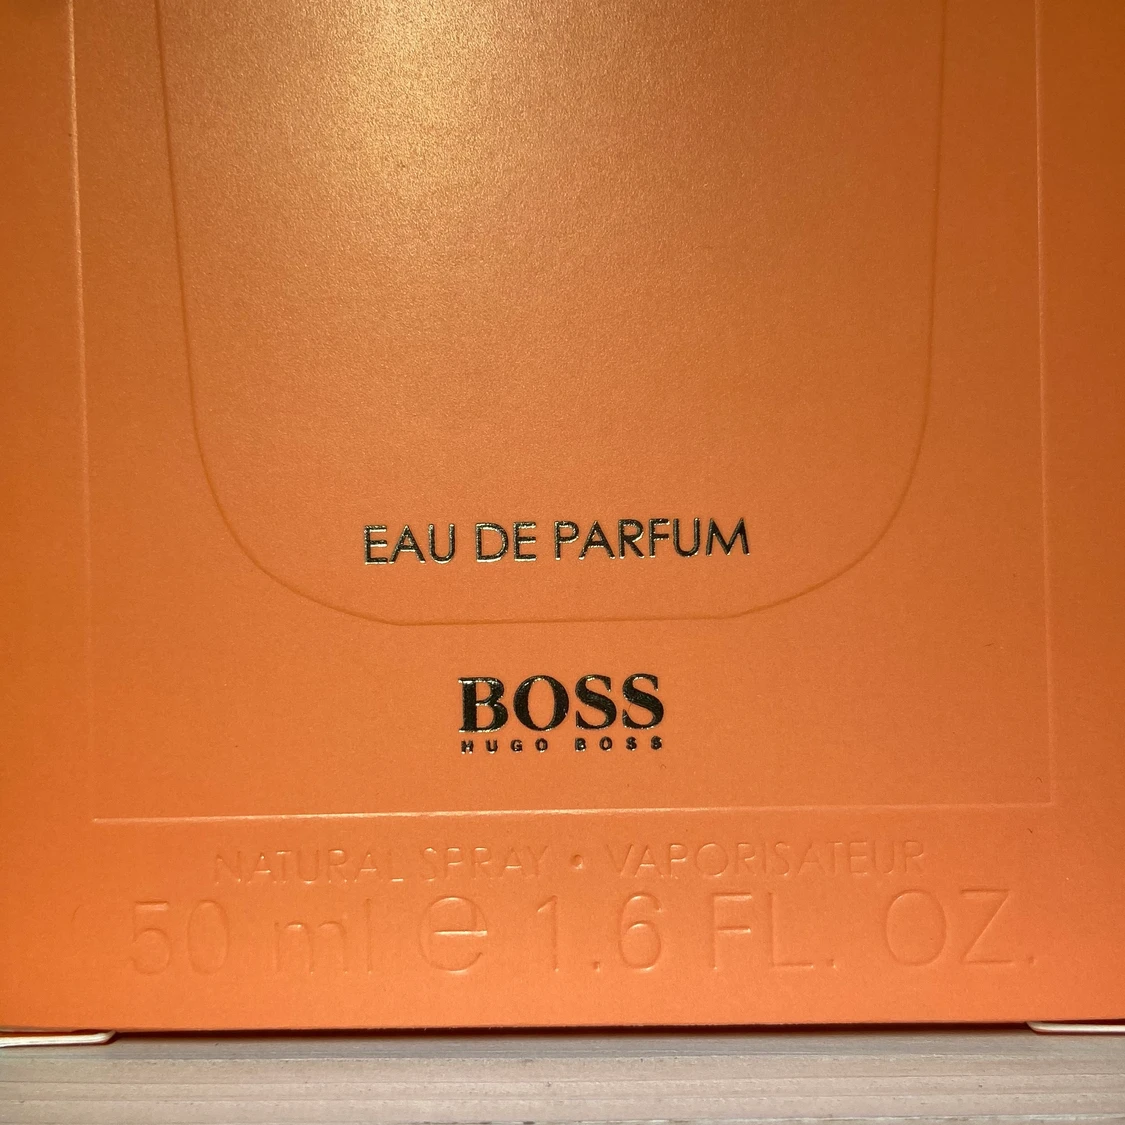 EAU DE PARFUM
BOSS
HUGO BOSS
NATURAL SPRAY • VAPORISATEUR
50 ml ℮ 1.6 FL. OZ.